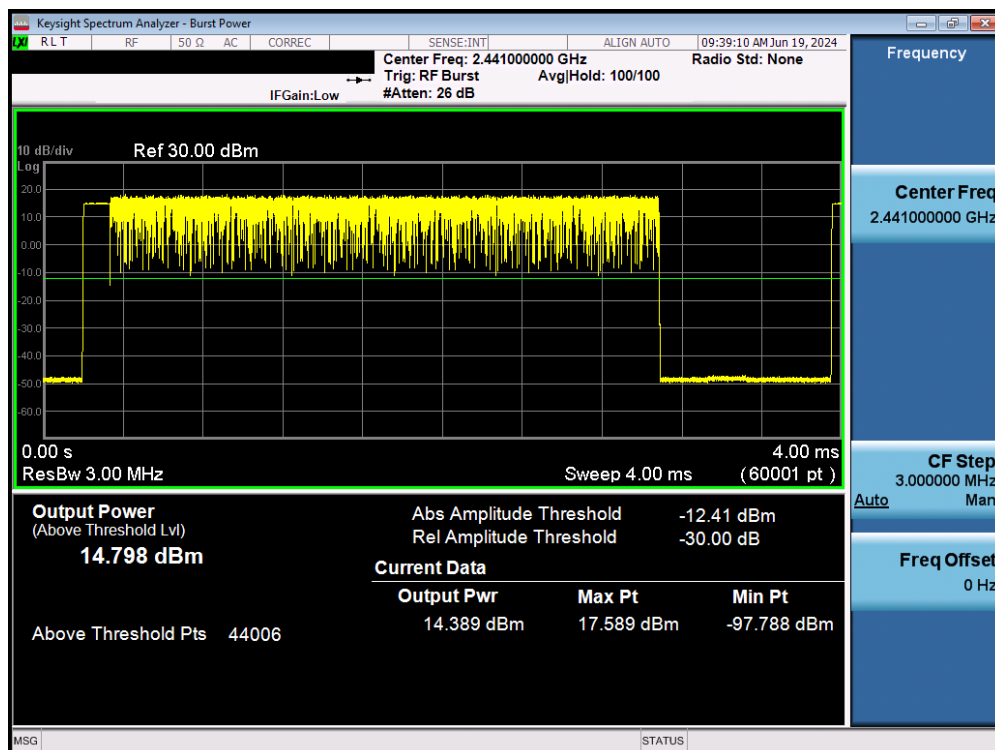 Keysight Spectrum Analyzer - Burst Power
LXI R L T RF 50 Ω AC CORREC SENSE:INT ALIGN AUTO 09:39:10 AM Jun 19, 2024
Center Freq: 2.441000000 GHz Radio Std: None
Trig: RF Burst Avg|Hold: 100/100
IFGain:Low #Atten: 26 dB
10 dB/div Ref 30.00 dBm
Log
20.0
10.0
0.00
-10.0
-20.0
-30.0
-40.0
-50.0
-60.0
0.00 s 4.00 ms
ResBw 3.00 MHz Sweep 4.00 ms (60001 pt)
Output Power
(Above Threshold Lvl)
14.798 dBm
Above Threshold Pts 44006
Abs Amplitude Threshold -12.41 dBm
Rel Amplitude Threshold -30.00 dB
Current Data
Output Pwr Max Pt Min Pt
14.389 dBm 17.589 dBm -97.788 dBm
Frequency
Center Freq
2.441000000 GHz
CF Step
3.000000 MHz
Auto Man
Freq Offset
0 Hz
MSG STATUS